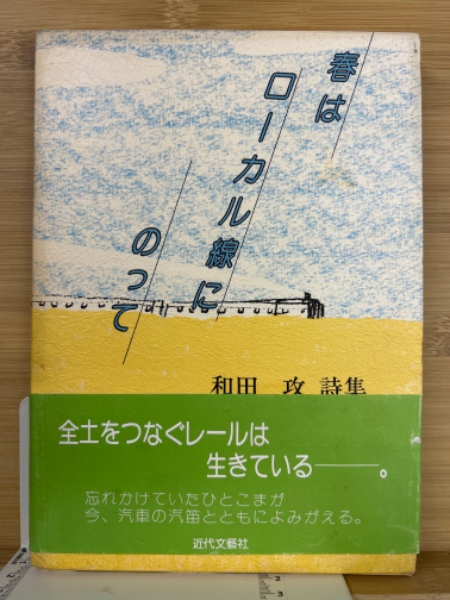 春は
ローカル線に
のって
和田 攻 詩集
全土をつなぐレールは
生きている――。
忘れかけていたひとこまが
今、汽車の汽笛とともによみがえる。
近代文藝社